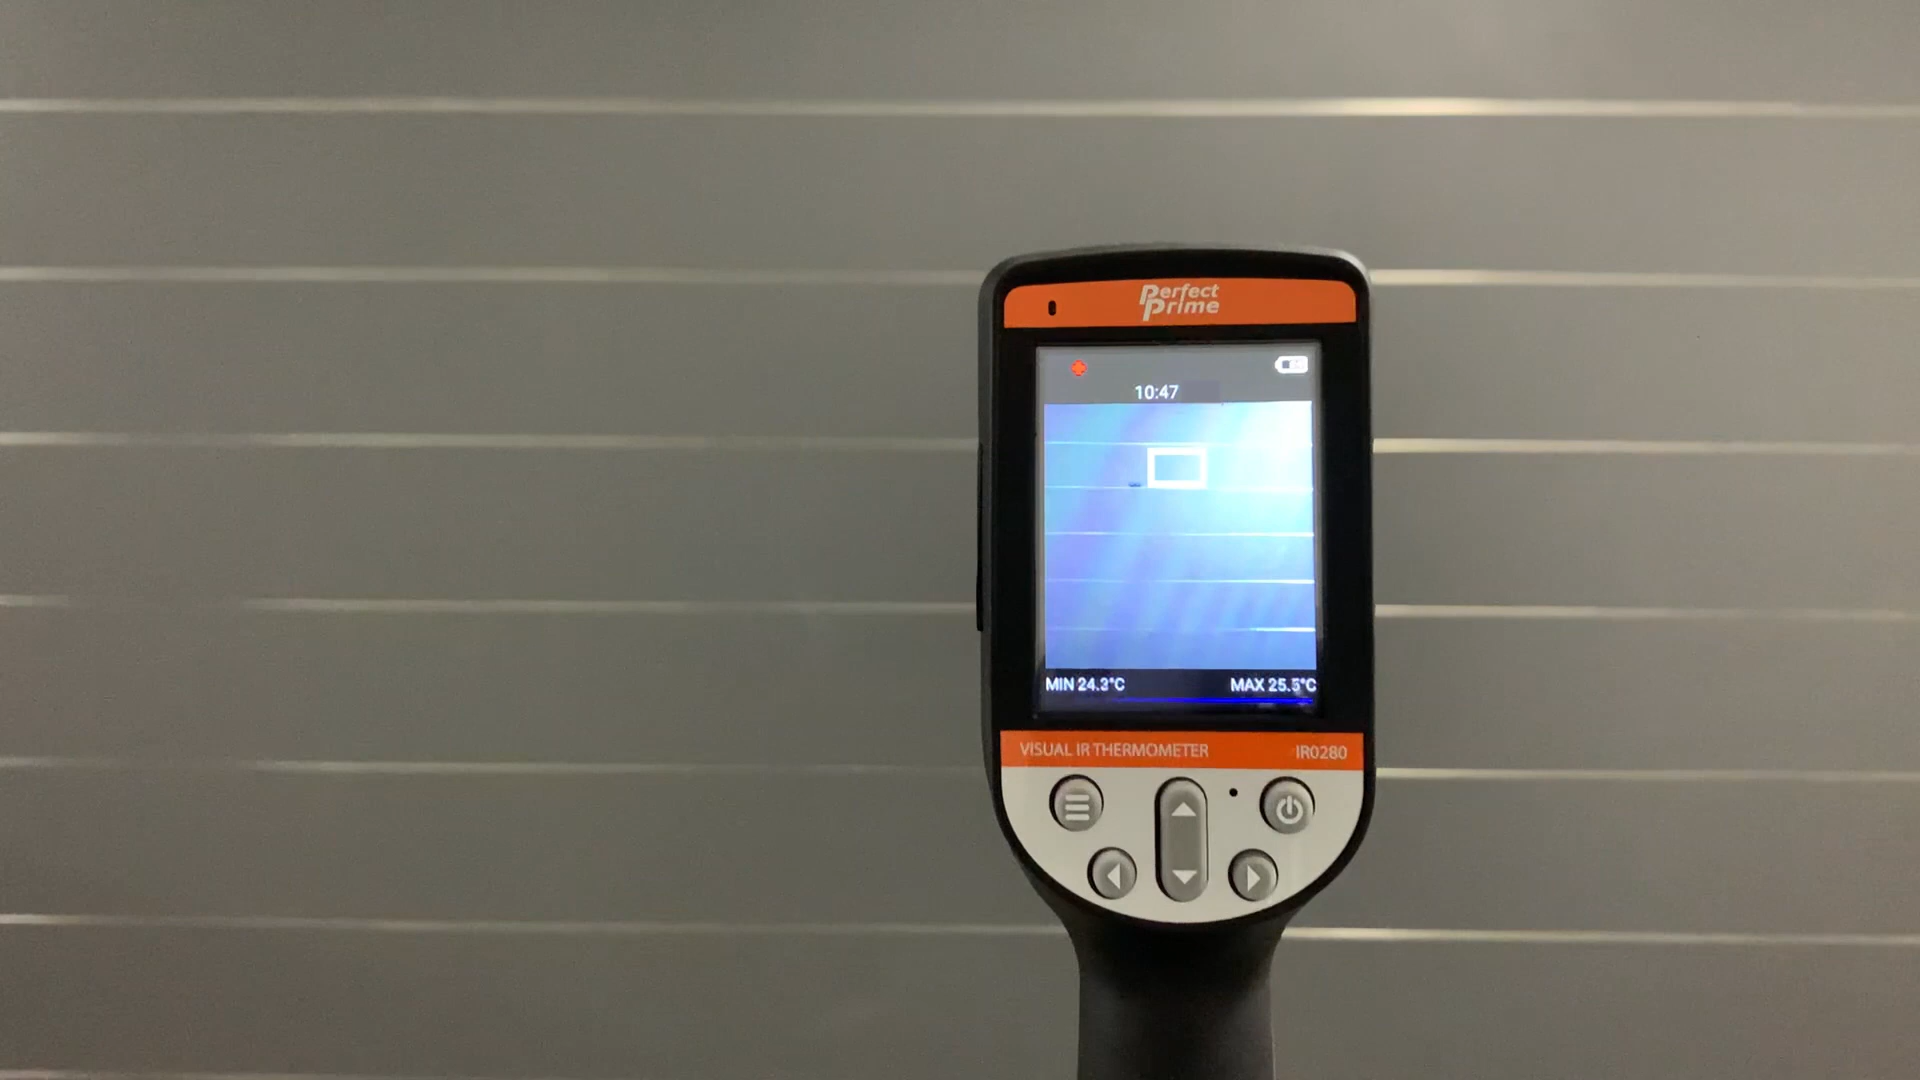 Perfect
Prime
10:47
MIN 24.3°C MAX 25.5°C
VISUAL IR THERMOMETER IR0280